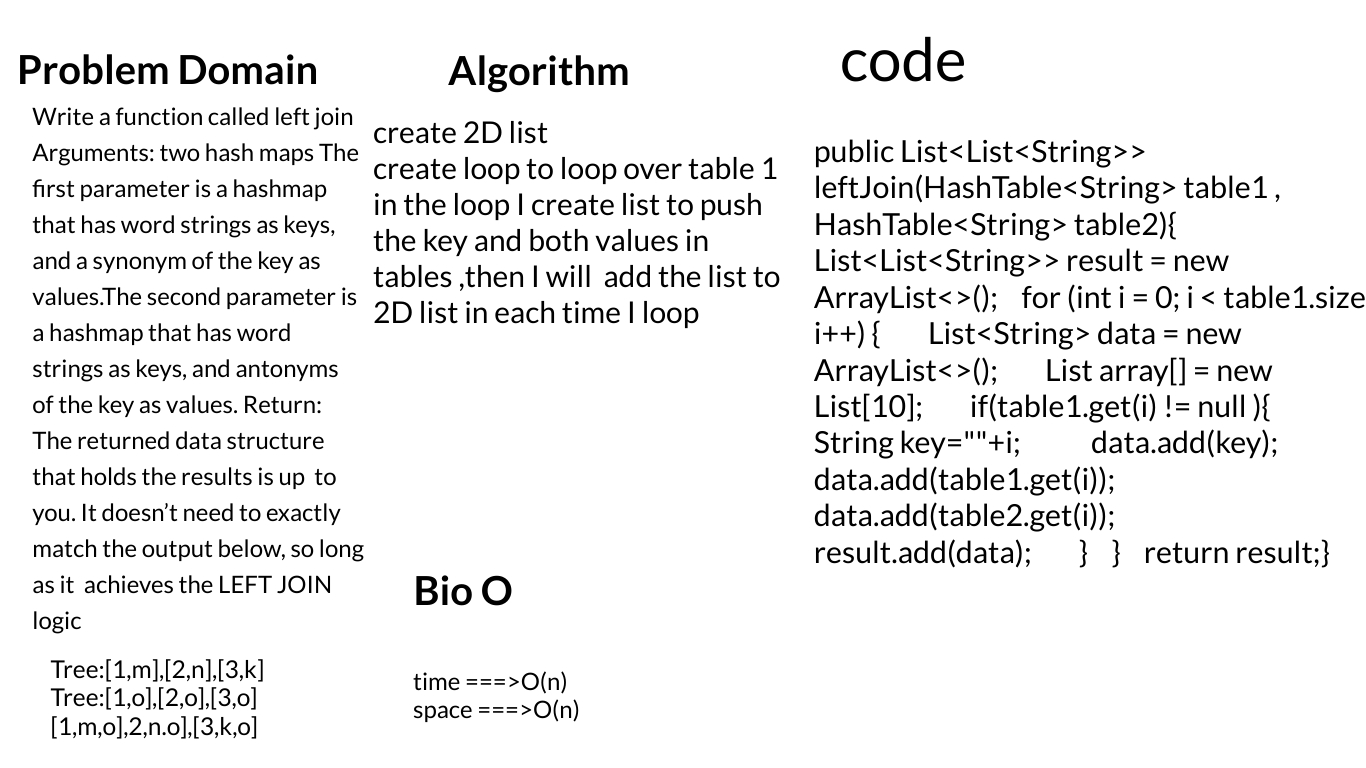 Problem Domain
Write a function called left join
Arguments: two hash maps The
first parameter is a hashmap
that has word strings as keys,
and a synonym of the key as
values.The second parameter is
a hashmap that has word
strings as keys, and antonyms
of the key as values. Return:
The returned data structure
that holds the results is up  to
you. It doesn’t need to exactly
match the output below, so long
as it  achieves the LEFT JOIN
logic
Tree:[1,m],[2,n],[3,k]
Tree:[1,o],[2,o],[3,o]
[1,m,o],2,n.o],[3,k,o]
Algorithm
create 2D list
create loop to loop over table 1
in the loop I create list to push
the key and both values in
tables ,then I will  add the list to
2D list in each time I loop
Bio O
time ===>O(n)
space ===>O(n)
code
public List<List<String>>
leftJoin(HashTable<String> table1 ,
HashTable<String> table2){
List<List<String>> result = new
ArrayList<>();   for (int i = 0; i < table1.size
i++) {      List<String> data = new
ArrayList<>();      List array[] = new
List[10];      if(table1.get(i) != null ){
String key=""+i;         data.add(key);
data.add(table1.get(i));
data.add(table2.get(i));
result.add(data);      }   }   return result;}